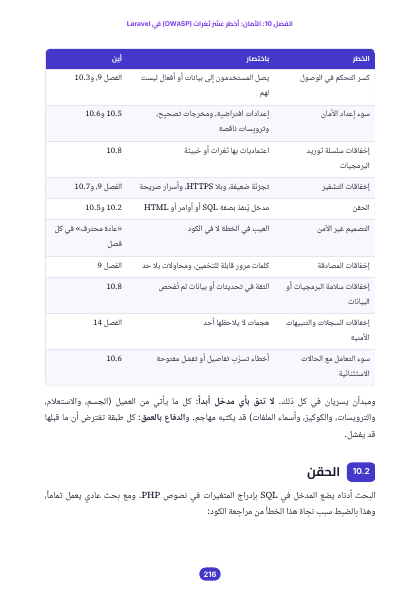 الفصل 10: الأمان: أخطر عشر ثغرات (OWASP) في Laravel
الخطر باختصار أين
كسر التحكم في الوصول يصل المستخدمون إلى بيانات أو أفعال ليست لهم الفصل 9، و10.3
سوء إعداد الأمان إعدادات افتراضية، ومخرجات تصحيح، وترويسات ناقصة 10.5 و10.6
إخفاقات سلسلة توريد البرمجيات اعتماديات بها ثغرات أو خبيثة 10.8
إخفاقات التشفير تجزئة ضعيفة، وبلا HTTPS، وأسرار صريحة الفصل 9، و10.7
الحقن مدخل يُنفذ بصفة SQL أو أوامر أو HTML 10.2 و10.5
التصميم غير الآمن العيب في الخطة لا في الكود «عادة محترف» في كل فصل
إخفاقات المصادقة كلمات مرور قابلة للتخمين، ومحاولات بلا حد الفصل 9
إخفاقات سلامة البرمجيات أو البيانات الثقة في تحديثات أو بيانات لم تُفحص 10.8
إخفاقات السجلات والتنبيهات الأمنية هجمات لا يلاحظها أحد الفصل 14
سوء التعامل مع الحالات الاستثنائية أخطاء تسرّب تفاصيل أو تفشل مفتوحة 10.6
ومبدآن يسريان في كل ذلك. لا تثق بأي مدخل أبداً: كل ما يأتي من العميل (الجسم، والاستعلام،
والترويسات، والكوكيز، وأسماء الملفات) قد يكتبه مهاجم. والدفاع بالعمق: كل طبقة تفترض أن ما قبلها
قد يفشل.
10.2 الحقن
البحث أدناه يضع المدخل في SQL بإدراج المتغيرات في نصوص PHP. ومع بحث عادي يعمل تماماً،
وهذا بالضبط سبب نجاة هذا الخطأ من مراجعة الكود:
216